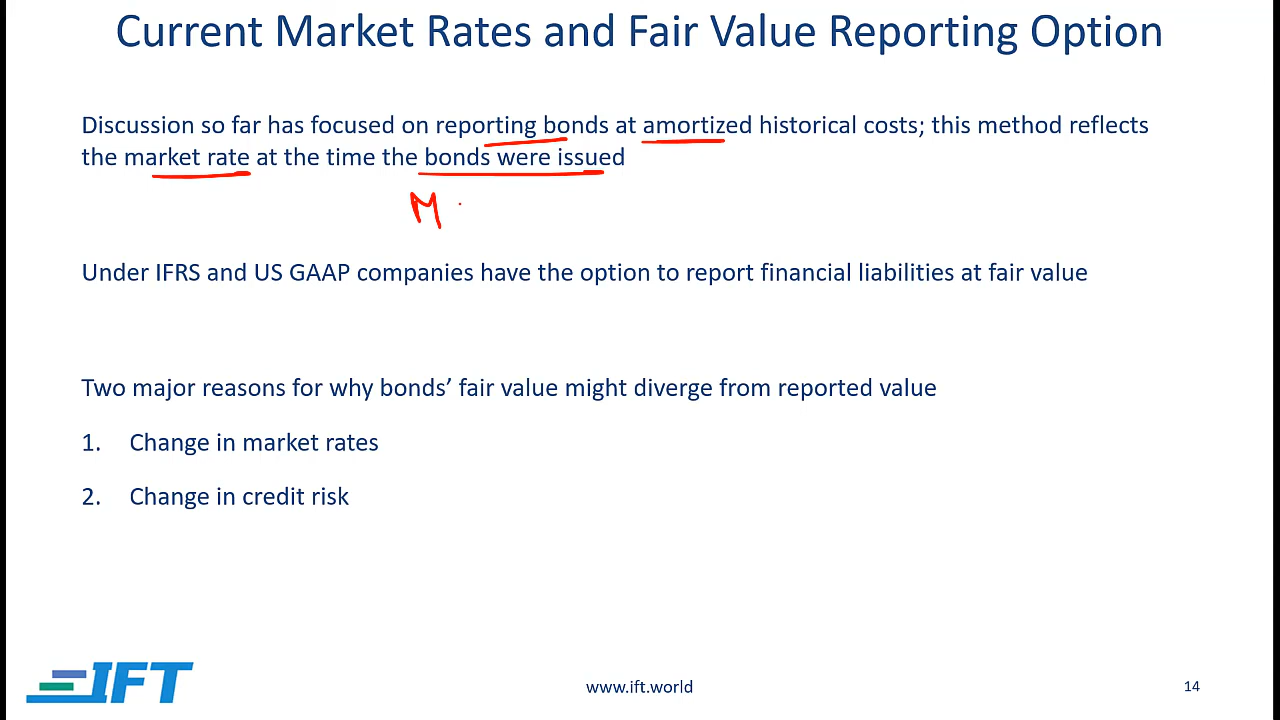 Current Market Rates and Fair Value Reporting Option
Discussion so far has focused on reporting bonds at amortized historical costs; this method reflects
the market rate at the time the bonds were issued
M
Under IFRS and US GAAP companies have the option to report financial liabilities at fair value
Two major reasons for why bonds' fair value might diverge from reported value
1. Change in market rates
2. Change in credit risk
IFT
www.ift.world
14